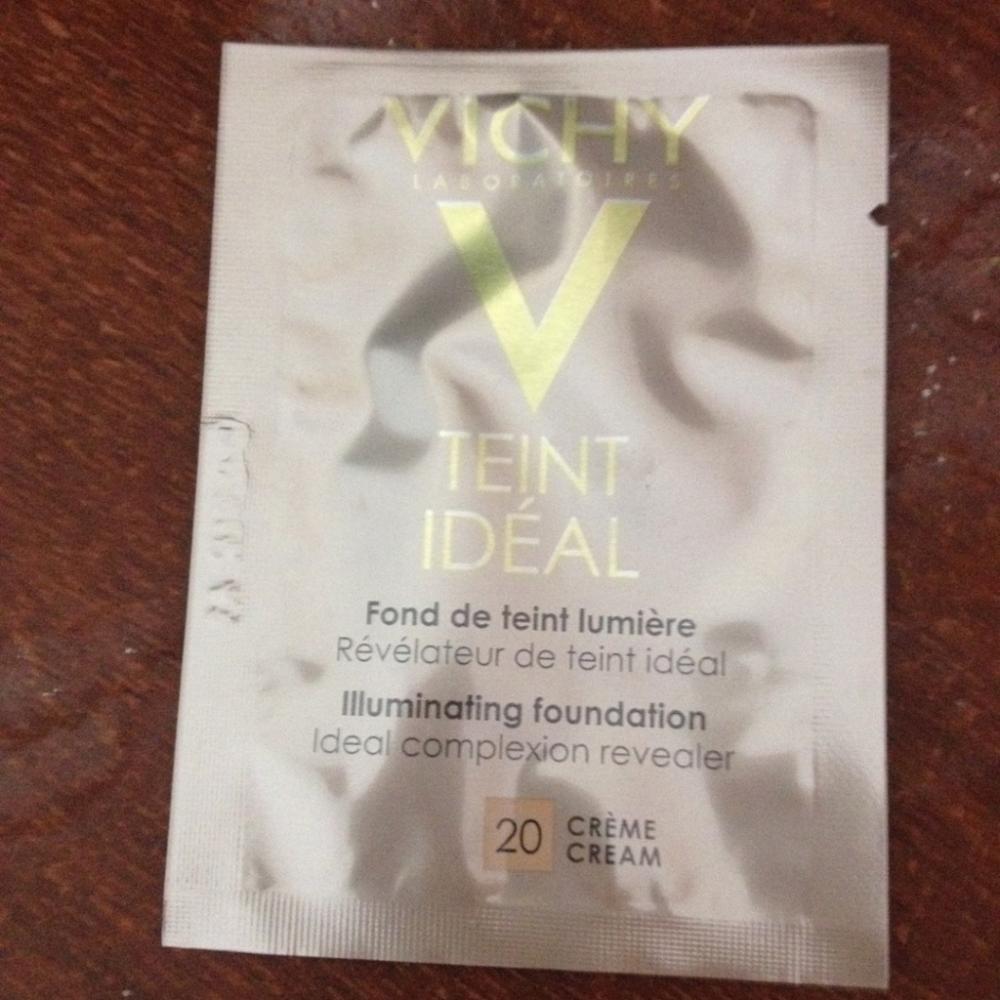 VICHY
LABORATOIRES
V
TEINT
IDÉAL
Fond de teint lumière
Révélateur de teint idéal
Illuminating foundation
Ideal complexion revealer
20 CRÈME
CREAM